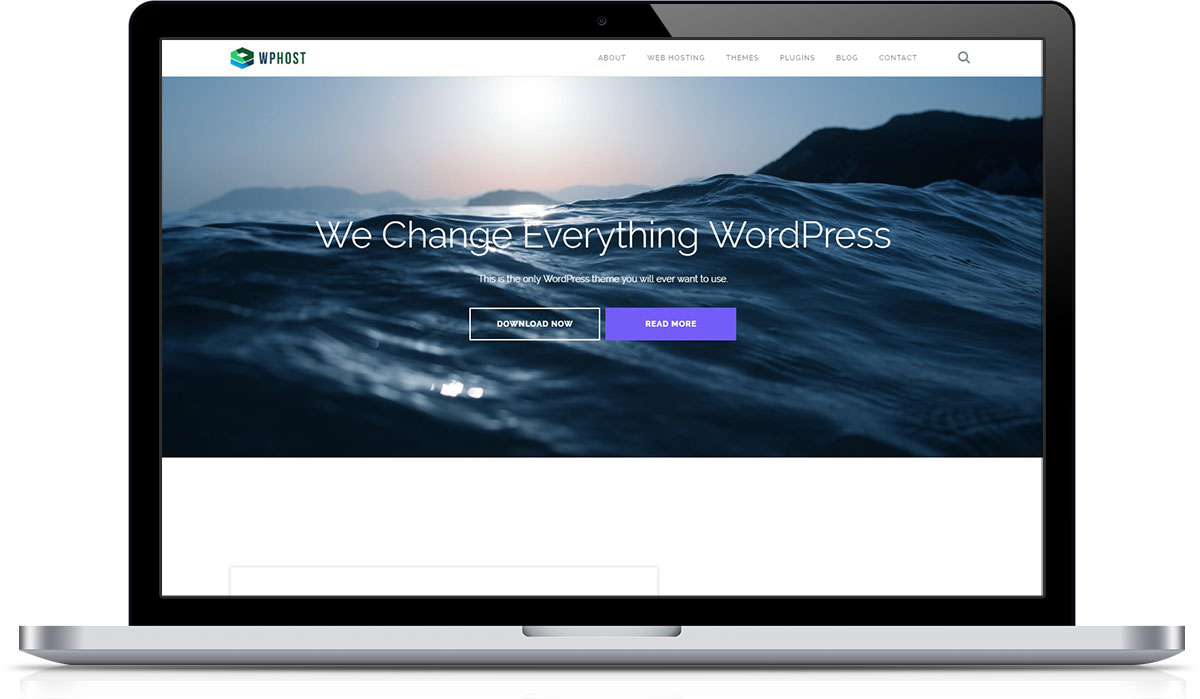 WPHOST
ABOUT WEB HOSTING THEMES PLUGINS BLOG CONTACT
We Change Everything WordPress
This is the only WordPress theme you will ever want to use.
DOWNLOAD NOW READ MORE